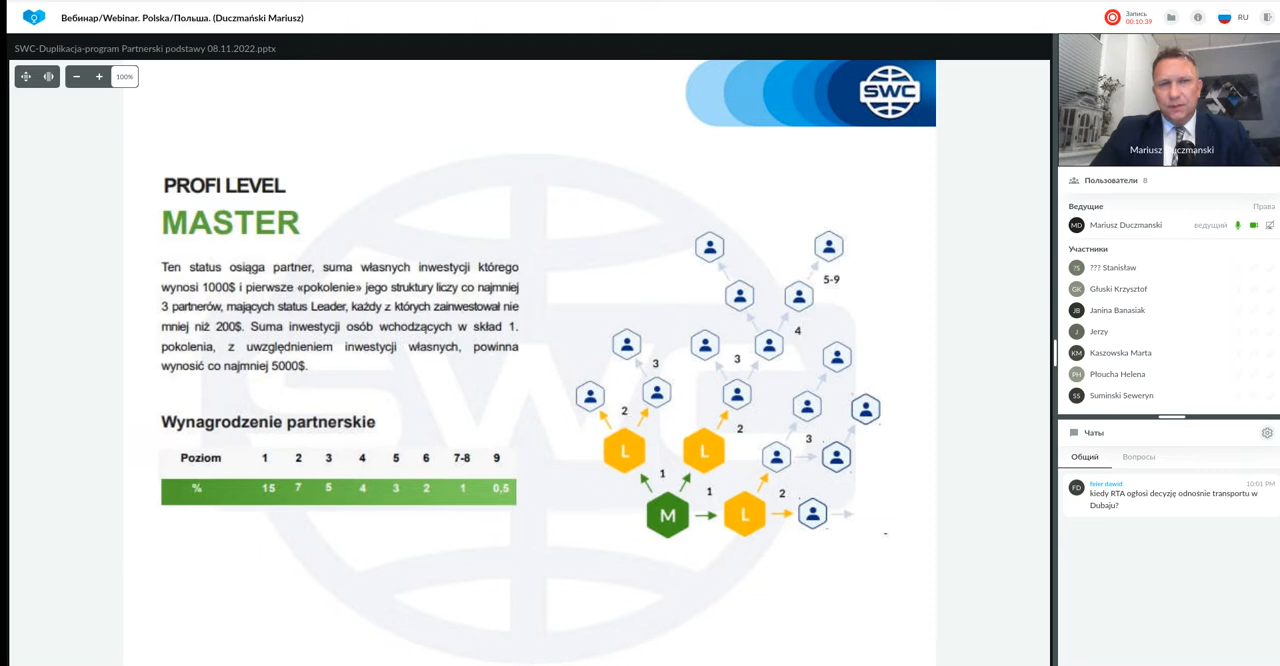 Вебинар/Webinar. Polska/Польша. (Duczmański Mariusz)
Запись
00:10:39
RU
SWC-Duplikacja-program Partnerski podstawy 08.11.2022.pptx
100%
SWC
PROFI LEVEL
MASTER
Ten status osiąga partner, suma własnych inwestycji którego
wynosi 1000$ i pierwsze «pokolenie» jego struktury liczy co najmniej
3 partnerów, mających status Leader, każdy z których zainwestował nie
mniej niż 200$. Suma inwestycji osób wchodzących w skład 1.
pokolenia, z uwzględnieniem inwestycji własnych, powinna
wynosić co najmniej 5000$.
Wynagrodzenie partnerskie
Poziom 1 2 3 4 5 6 7-8 9
% 15 7 5 4 3 2 1 0,5
5-9
4
3
3
2
2
3
L
L
1
1
2
M
L
Mariusz Duczmanski
Пользователи 8
Ведущие Права
MD Mariusz Duczmanski ведущий
Участники
?S ??? Stanisław
GK Głuski Krzysztof
JB Janina Banasiak
J Jerzy
KM Kaszowska Marta
PH Płoucha Helena
SS Suminski Seweryn
Чаты
Общий Вопросы
FD feier dawid 10:01 PM
kiedy RTA ogłosi decyzję odnośnie transportu w
Dubaju?